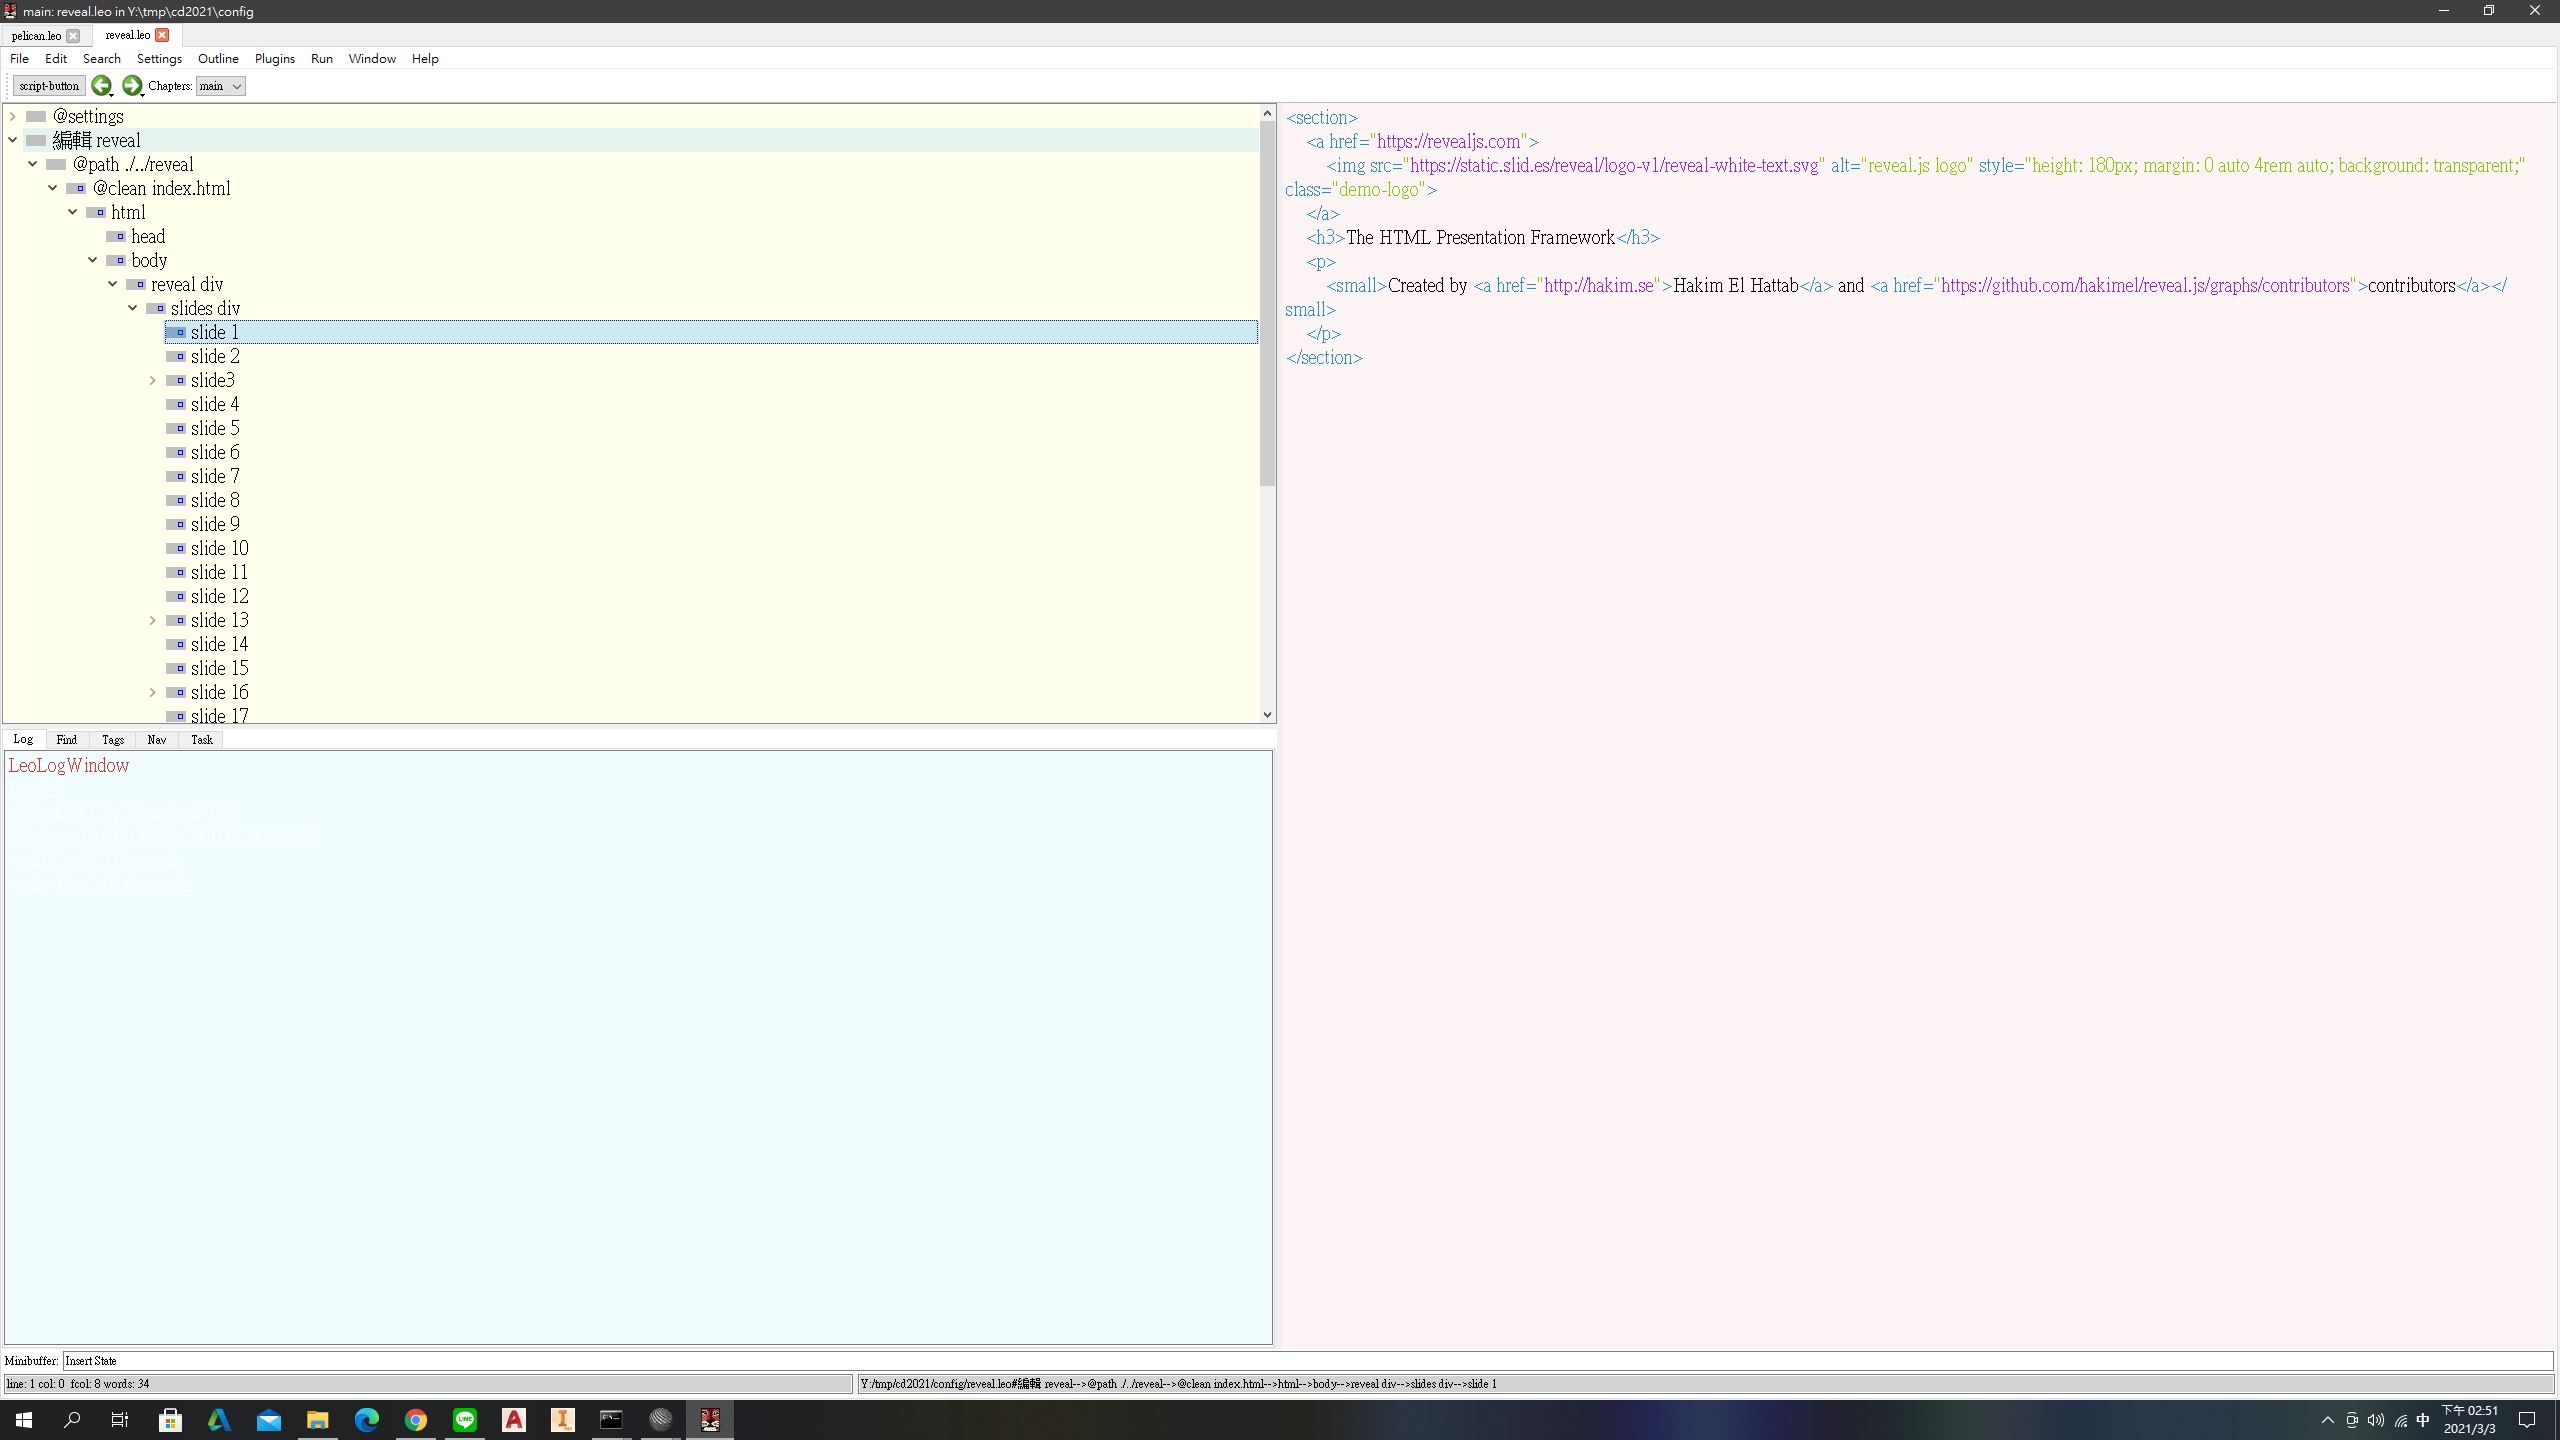 main: reveal.leo in Y:\tmp\cd2021\config
pelican.leo
reveal.leo
File Edit Search Settings Outline Plugins Run Window Help
script-button Chapters: main
@settings
編輯 reveal
@path ./../reveal
@clean index.html
html
head
body
reveal div
slides div
slide 1
slide 2
slide3
slide 4
slide 5
slide 6
slide 7
slide 8
slide 9
slide 10
slide 11
slide 12
slide 13
slide 14
slide 15
slide 16
slide 17
<section>
<a href="https://revealjs.com">
<img src="https://static.slid.es/reveal/logo-v1/reveal-white-text.svg" alt="reveal.js logo" style="height: 180px; margin: 0 auto 4rem auto; background: transparent;"
class="demo-logo">
</a>
<h3>The HTML Presentation Framework</h3>
<p>
<small>Created by <a href="http://hakim.se">Hakim El Hattab</a> and <a href="https://github.com/hakimel/reveal.js/graphs/contributors">contributors</a></
small>
</p>
</section>
Log Find Tags Nav Task
LeoLogWindow
Minibuffer: Insert State
line: 1 col: 0 fcol: 8 words: 34
Y:/tmp/cd2021/config/reveal.leo#編輯 reveal-->@path ./../reveal-->@clean index.html-->html-->body-->reveal div-->slides div-->slide 1
LINE
中
下午 02:51
2021/3/3